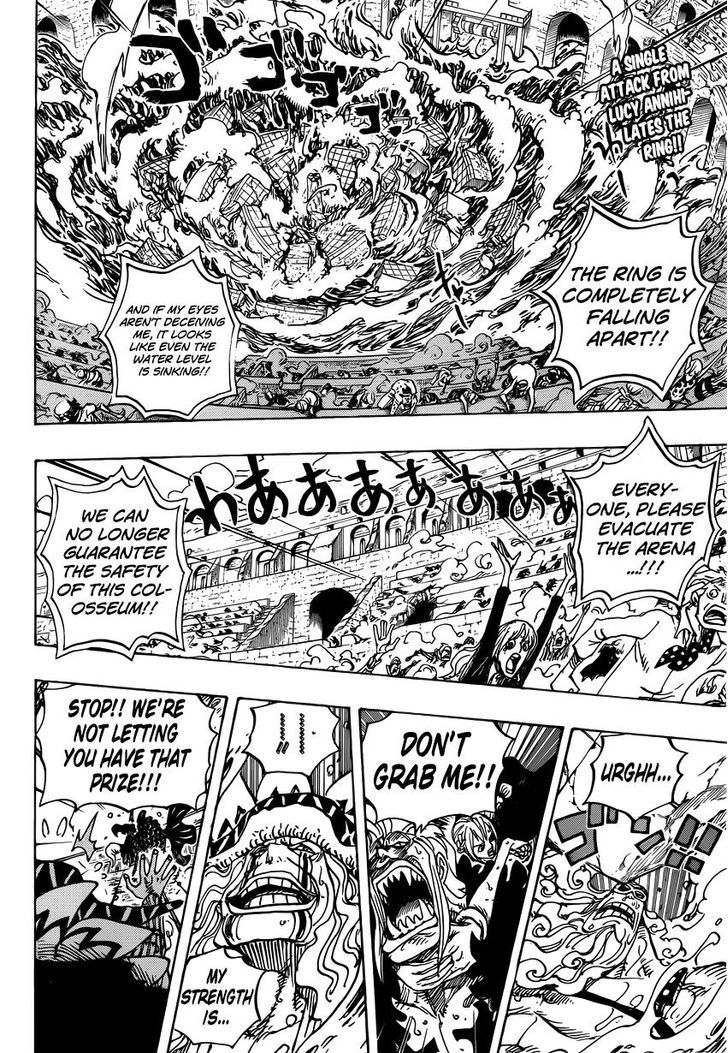 A SINGLE
ATTACK FROM
LUCY ANNIHI-
LATES THE
RING!!
ゴゴゴゴ
THE RING IS
COMPLETELY
FALLING
APART!!
AND IF MY EYES
AREN'T DECEIVING
ME, IT LOOKS
LIKE EVEN THE
WATER LEVEL
IS SINKING!!
EVERY-
ONE, PLEASE
EVACUATE
THE ARENA
...!!!
わあああああああ
WE CAN
NO LONGER
GUARANTEE
THE SAFETY
OF THIS COL-
OSSEUM!!
URGHH...
ゴン!!
DON'T
GRAB ME!!
......!!
MY
STRENGTH
IS...
STOP!! WE'RE
NOT LETTING
YOU HAVE THAT
PRIZE!!!